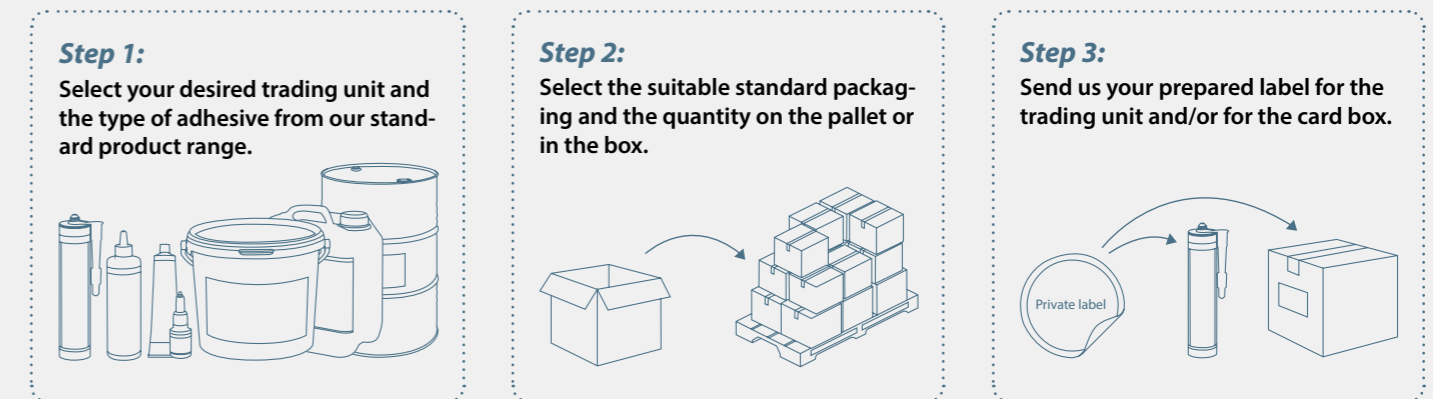 Step 1:
Select your desired trading unit and
the type of adhesive from our stand-
ard product range.
Step 2:
Select the suitable standard packag-
ing and the quantity on the pallet or
in the box.
Step 3:
Send us your prepared label for the
trading unit and/or for the card box.
Private label